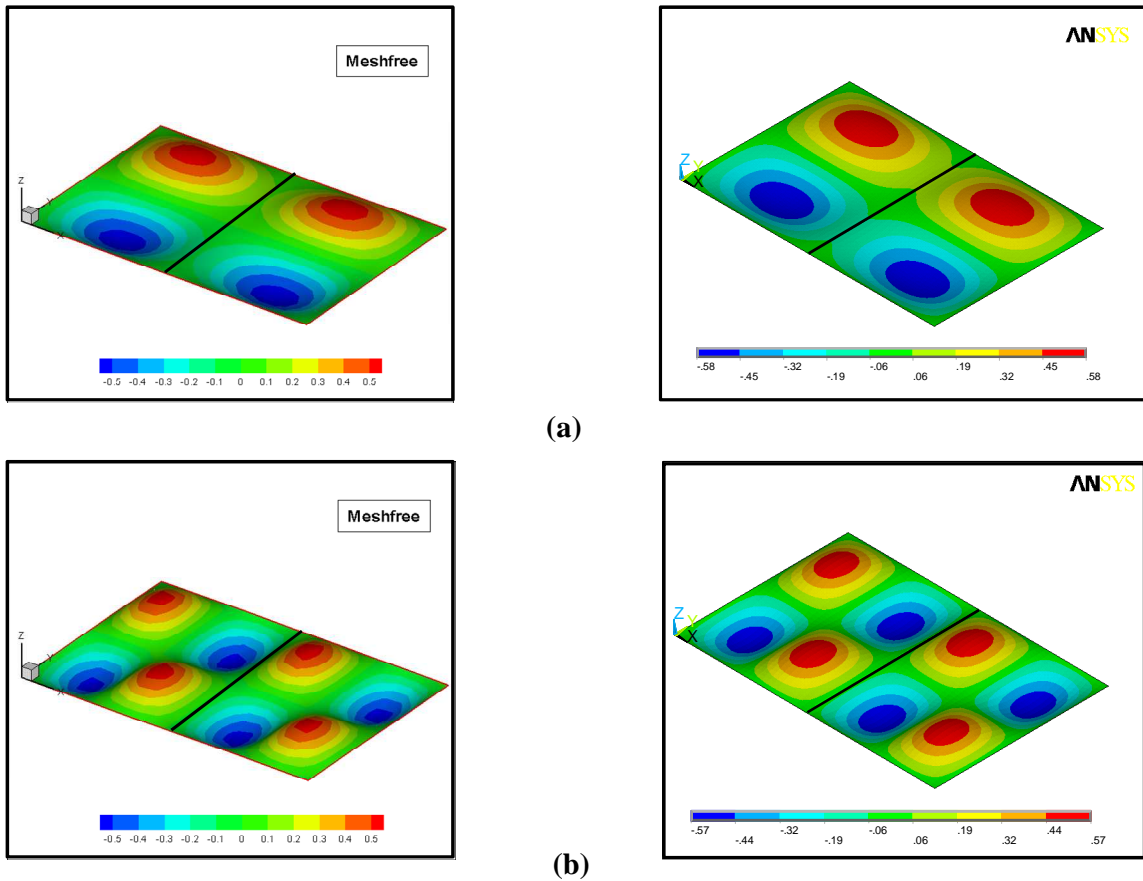 Meshfree
Z
Y
X
-0.5 -0.4 -0.3 -0.2 -0.1 0 0.1 0.2 0.3 0.4 0.5
ANSYS
Z
Y
X
-.58 -.45 -.32 -.19 -.06 .06 .19 .32 .45 .58
(a)
Meshfree
Z
Y
X
-0.5 -0.4 -0.3 -0.2 -0.1 0 0.1 0.2 0.3 0.4 0.5
ANSYS
Z
Y
X
-.57 -.44 -.32 -.19 -.06 .06 .19 .32 .44 .57
(b)